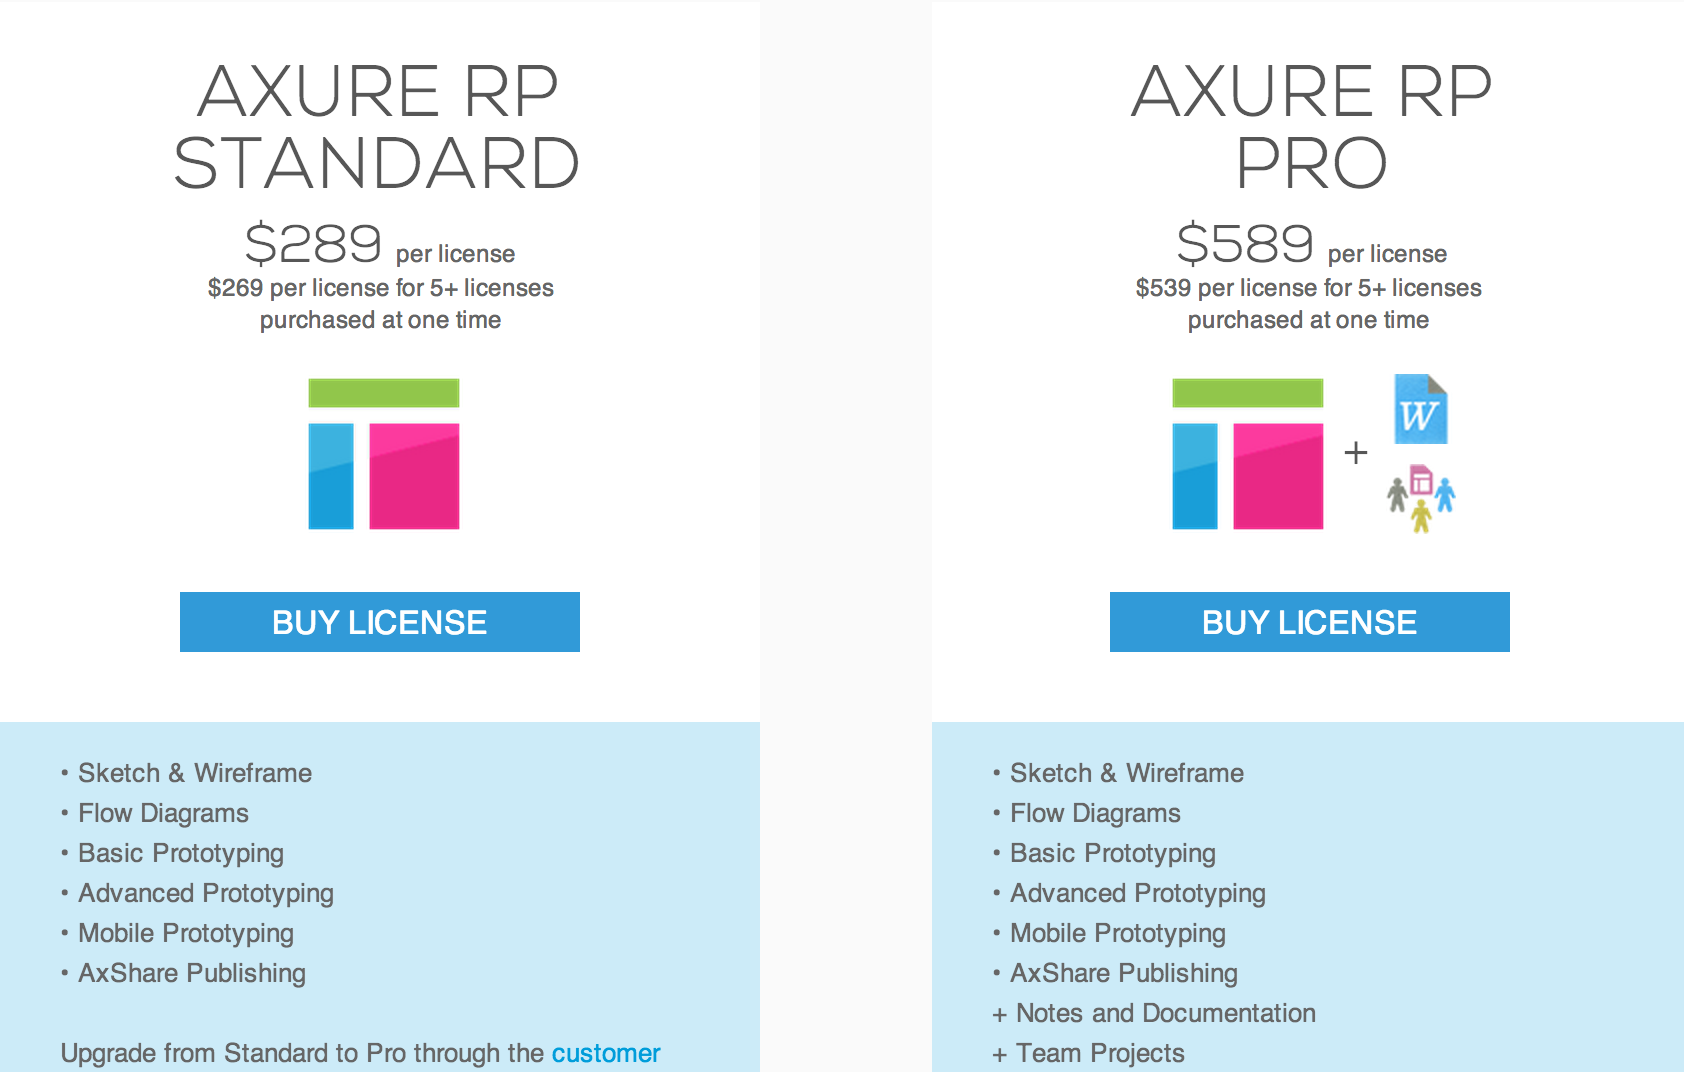 AXURE RP
STANDARD
$289 per license
$269 per license for 5+ licenses
purchased at one time
BUY LICENSE
• Sketch & Wireframe
• Flow Diagrams
• Basic Prototyping
• Advanced Prototyping
• Mobile Prototyping
• AxShare Publishing
Upgrade from Standard to Pro through the customer
AXURE RP
PRO
$589 per license
$539 per license for 5+ licenses
purchased at one time
+
W
BUY LICENSE
• Sketch & Wireframe
• Flow Diagrams
• Basic Prototyping
• Advanced Prototyping
• Mobile Prototyping
• AxShare Publishing
+ Notes and Documentation
+ Team Projects